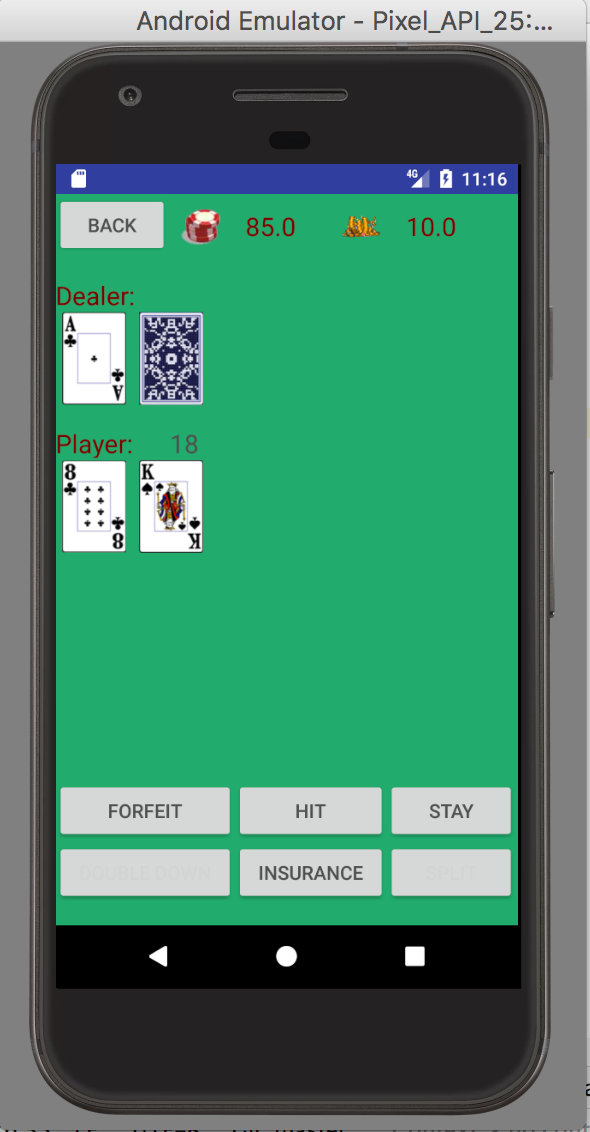 Android Emulator - Pixel_API_25:...
4G 11:16
BACK 85.0 10.0
Dealer:
A
A
Player: 18
8 K
8 K
FORFEIT HIT STAY
DOUBLE DOWN INSURANCE SPLIT